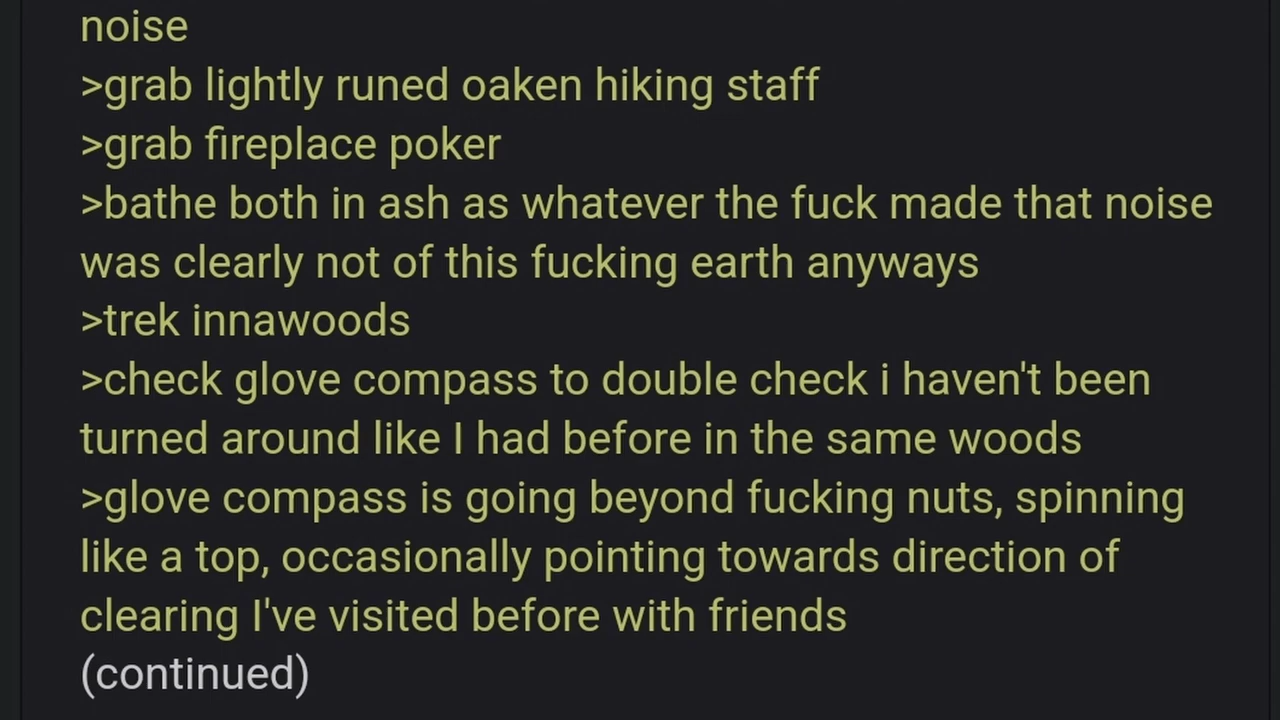 noise
>grab lightly runed oaken hiking staff
>grab fireplace poker
>bathe both in ash as whatever the fuck made that noise
was clearly not of this fucking earth anyways
>trek innawoods
>check glove compass to double check i haven't been
turned around like I had before in the same woods
>glove compass is going beyond fucking nuts, spinning
like a top, occasionally pointing towards direction of
clearing I've visited before with friends
(continued)